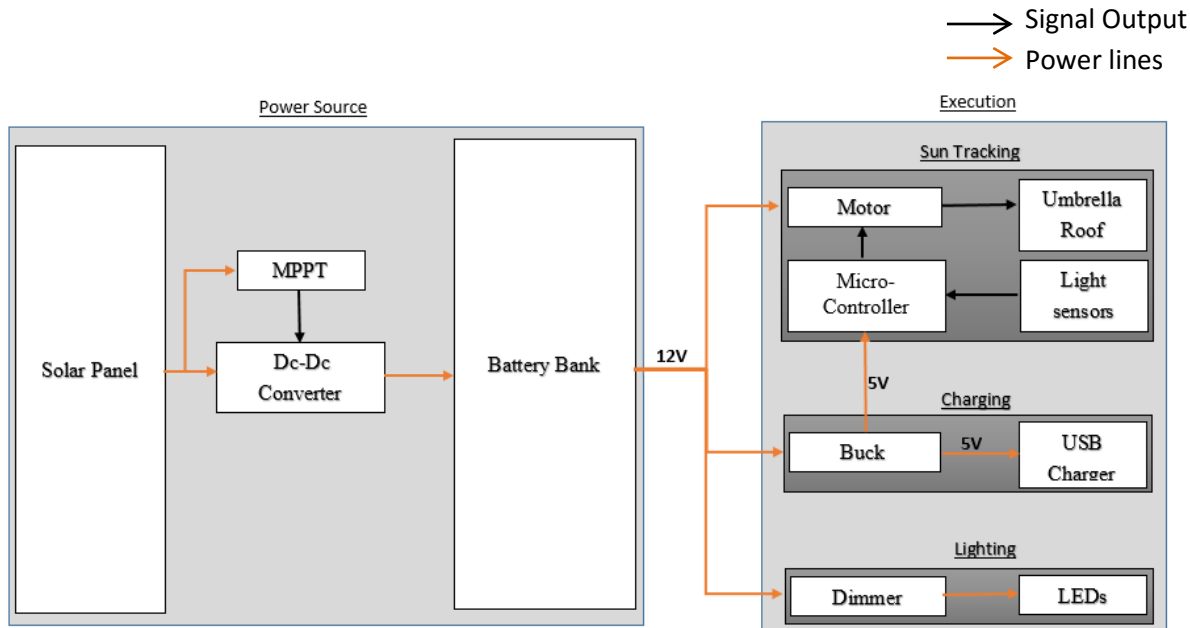 Signal Output
Power lines
Power Source
Execution
Solar Panel
MPPT
Dc-Dc
Converter
Battery Bank
12V
Sun Tracking
Motor
Umbrella
Roof
Micro-
Controller
Light
sensors
5V
Charging
Buck
5V
USB
Charger
Lighting
Dimmer
LEDs